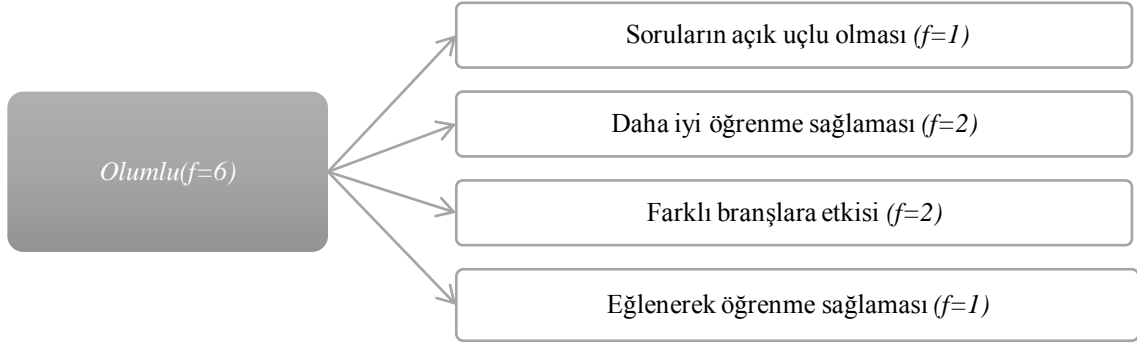 Olumlu(f=6)
Soruların açık uçlu olması (f=1)
Daha iyi öğrenme sağlaması (f=2)
Farklı branşlara etkisi (f=2)
Eğlenerek öğrenme sağlaması (f=1)